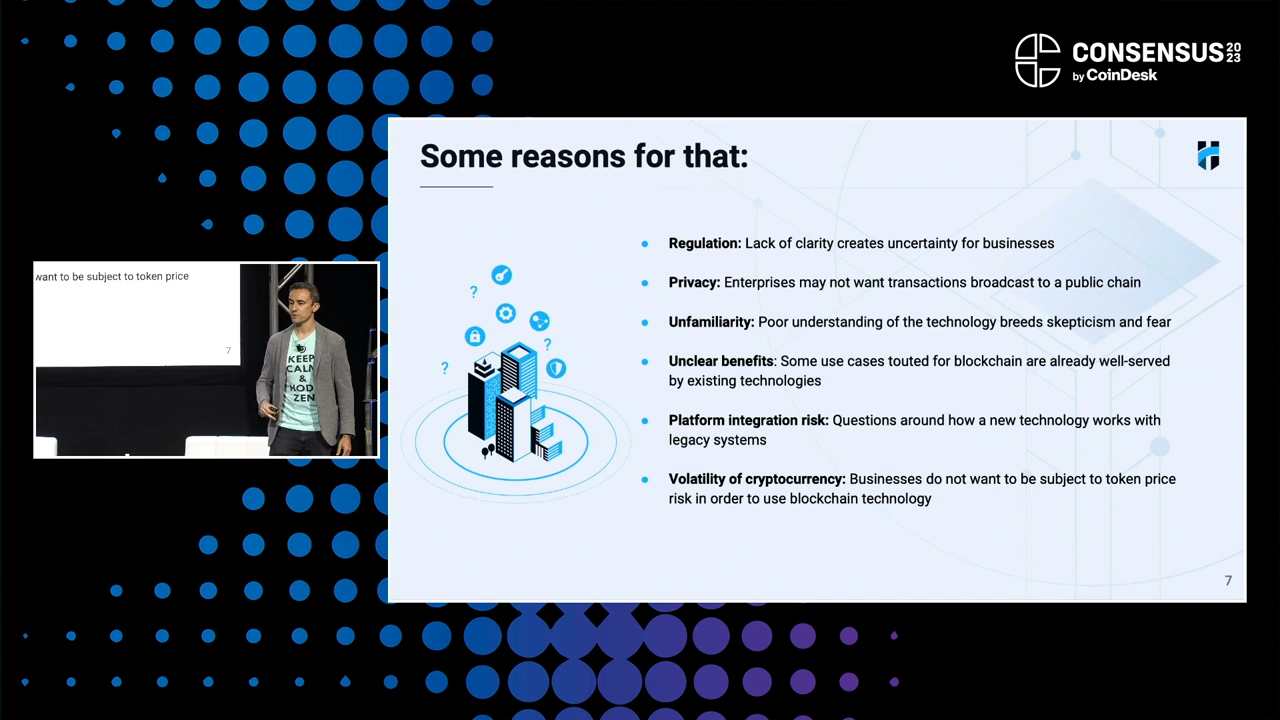 CONSENSUS 20 23
by CoinDesk
Some reasons for that:
Regulation: Lack of clarity creates uncertainty for businesses
Privacy: Enterprises may not want transactions broadcast to a public chain
Unfamiliarity: Poor understanding of the technology breeds skepticism and fear
Unclear benefits: Some use cases touted for blockchain are already well-served
by existing technologies
Platform integration risk: Questions around how a new technology works with
legacy systems
Volatility of cryptocurrency: Businesses do not want to be subject to token price
risk in order to use blockchain technology
?
?
?
7
want to be subject to token price
7
KEEP
CALM
&
HODL
ZEN